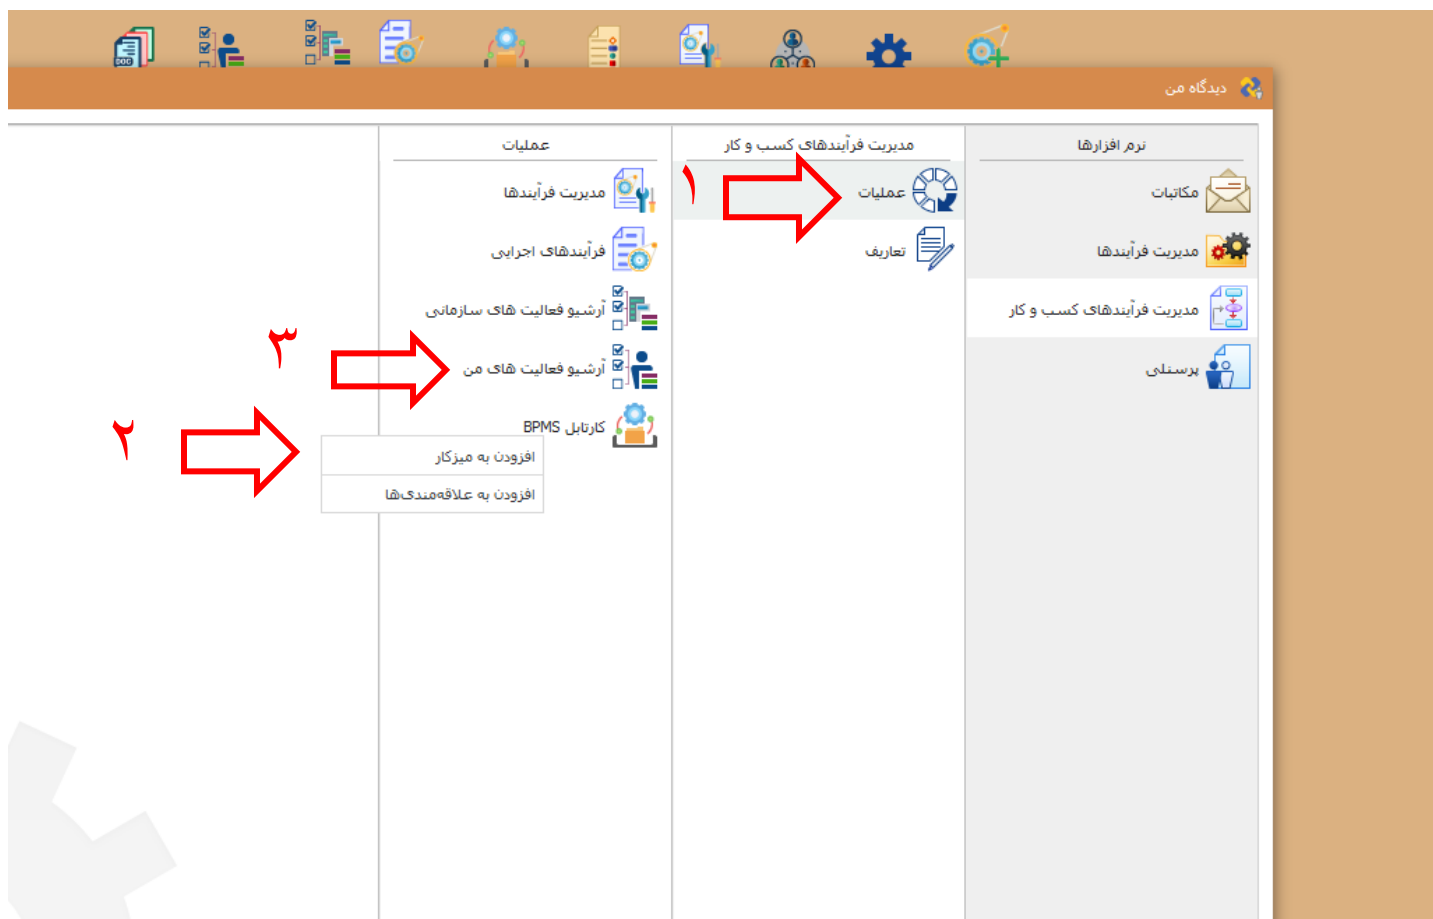 DOC
دیدگاه من
نرم افزارها
مکاتبات
مدیریت فرآیندها
مدیریت فرآیندهای کسب و کار
پرسنلی
مدیریت فرآیندهای کسب و کار
عملیات
تعاریف
۱
عملیات
مدیریت فرآیندها
فرآیندهای اجرایی
آرشیو فعالیت های سازمانی
آرشیو فعالیت های من
کارتابل BPMS
افزودن به میزکار
افزودن به علاقه‌مندی‌ها
۳
۲